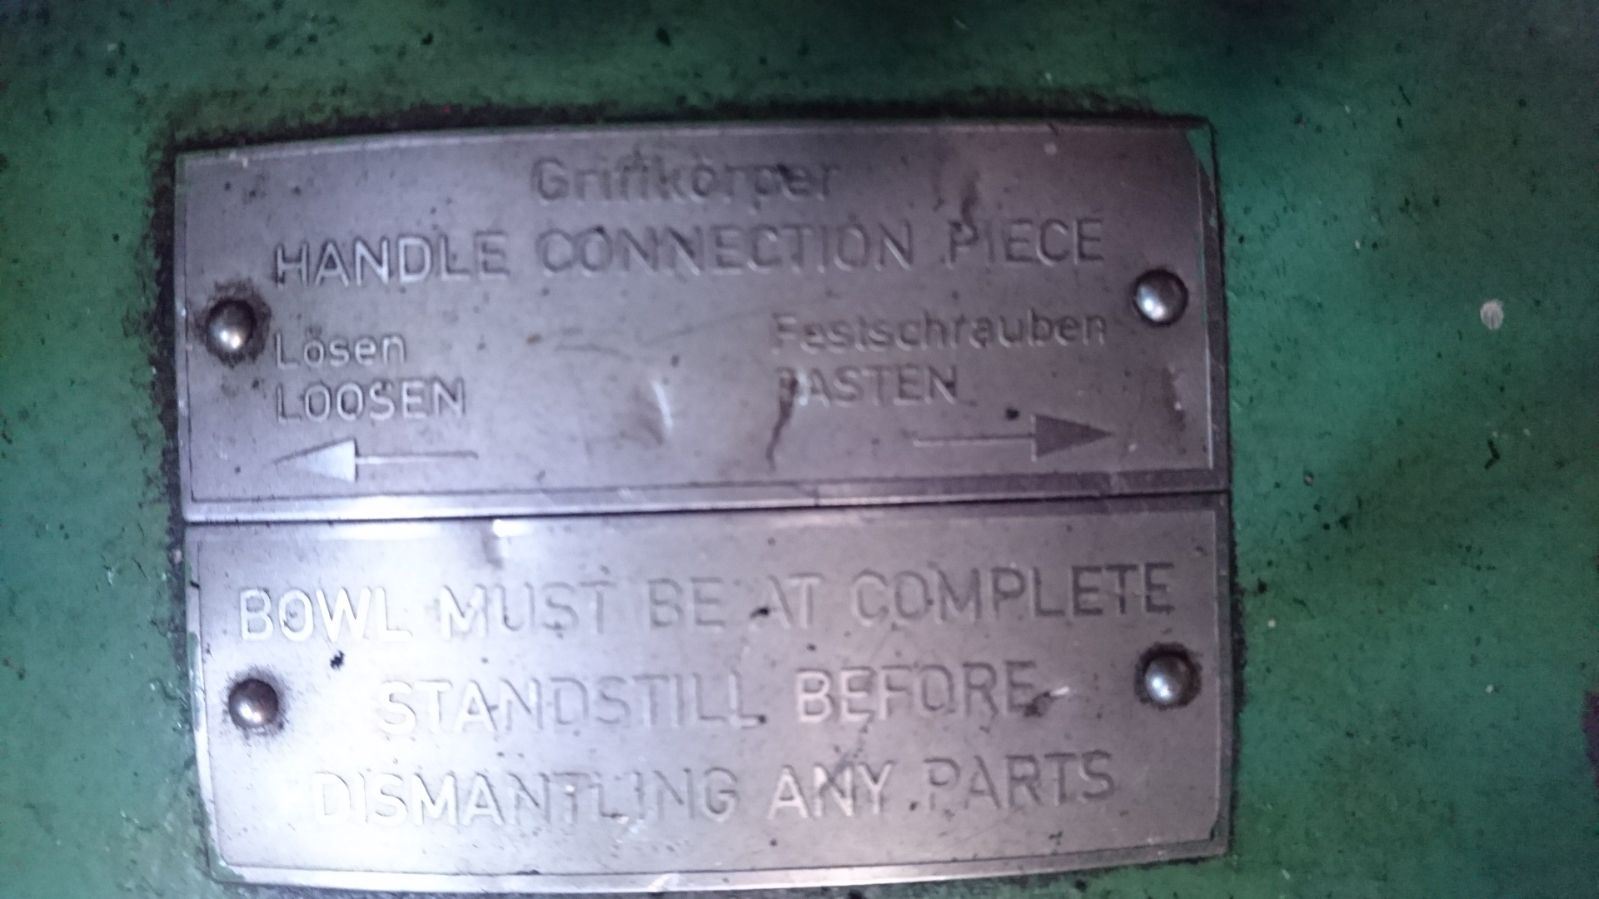 Griffkörper
HANDLE CONNECTION PIECE
Lösen Festschrauben
LOOSEN FASTEN
BOWL MUST BE AT COMPLETE
STANDSTILL BEFORE
DISMANTLING ANY PARTS